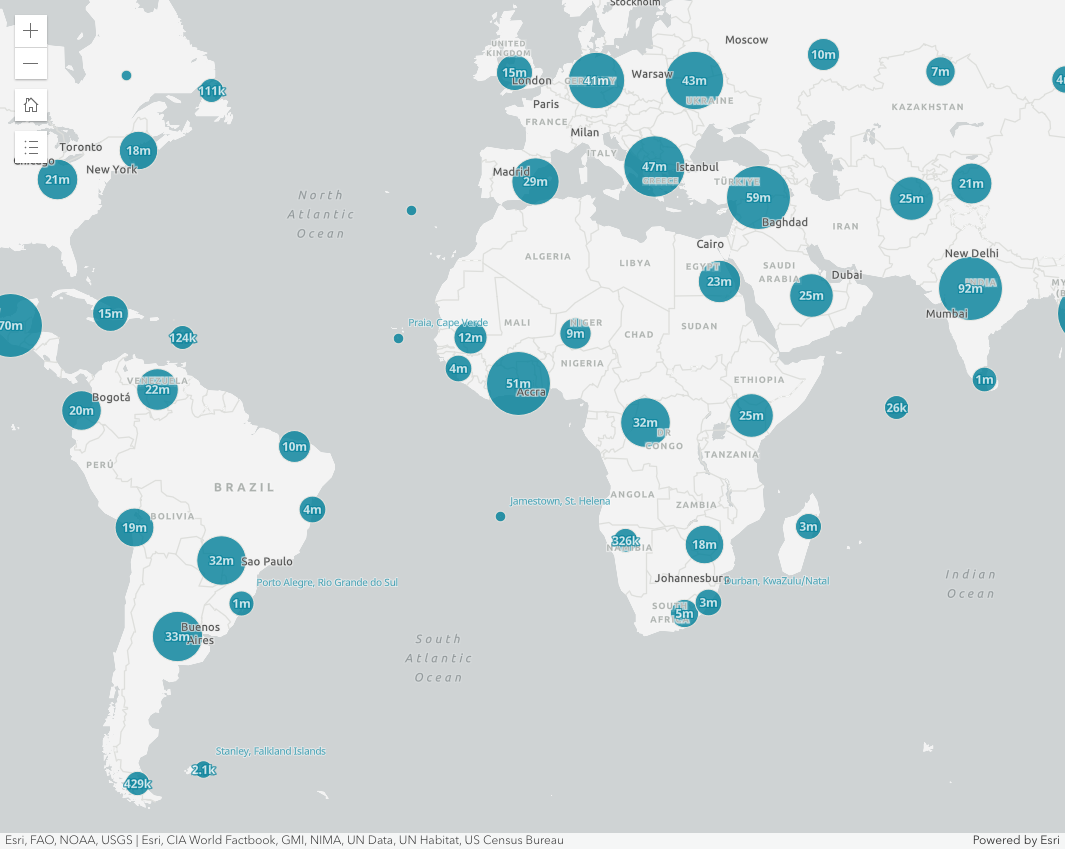 Stockholm
Moscow
10m
UNITED
KINGDOM
15m
London
GERMANY
41m
Warsaw
43m
UKRAINE
7m
KAZAKHSTAN
111k
Paris
FRANCE
Milan
ITALY
Toronto
18m
Chicago
New York
21m
Madrid
29m
47m
Istanbul
GREECE
TÜRKIYE
59m
25m
21m
North
Atlantic
Ocean
Baghdad
IRAN
Cairo
New Delhi
ALGERIA
LIBYA
EGYPT
23m
SAUDI
ARABIA
Dubai
25m
INDIA
92m
Mumbai
70m
15m
124k
Praia, Cape Verde
12m
MALI
NIGER
9m
CHAD
SUDAN
4m
NIGERIA
51m
Accra
ETHIOPIA
25m
1m
26k
VENEZUELA
22m
Bogotá
20m
10m
32m
DR
CONGO
TANZANIA
PERÚ
BRAZIL
4m
Jamestown, St. Helena
ANGOLA
ZAMBIA
19m
BOLIVIA
3m
326k
NAMIBIA
18m
32m
Sao Paulo
Porto Alegre, Rio Grande do Sul
Johannesburg
Durban, KwaZulu/Natal
Indian
Ocean
1m
SOUTH
AFRICA
5m
3m
33m
Buenos
Aires
South
Atlantic
Ocean
Stanley, Falkland Islands
2.1k
429k
Esri, FAO, NOAA, USGS | Esri, CIA World Factbook, GMI, NIMA, UN Data, UN Habitat, US Census Bureau
Powered by Esri